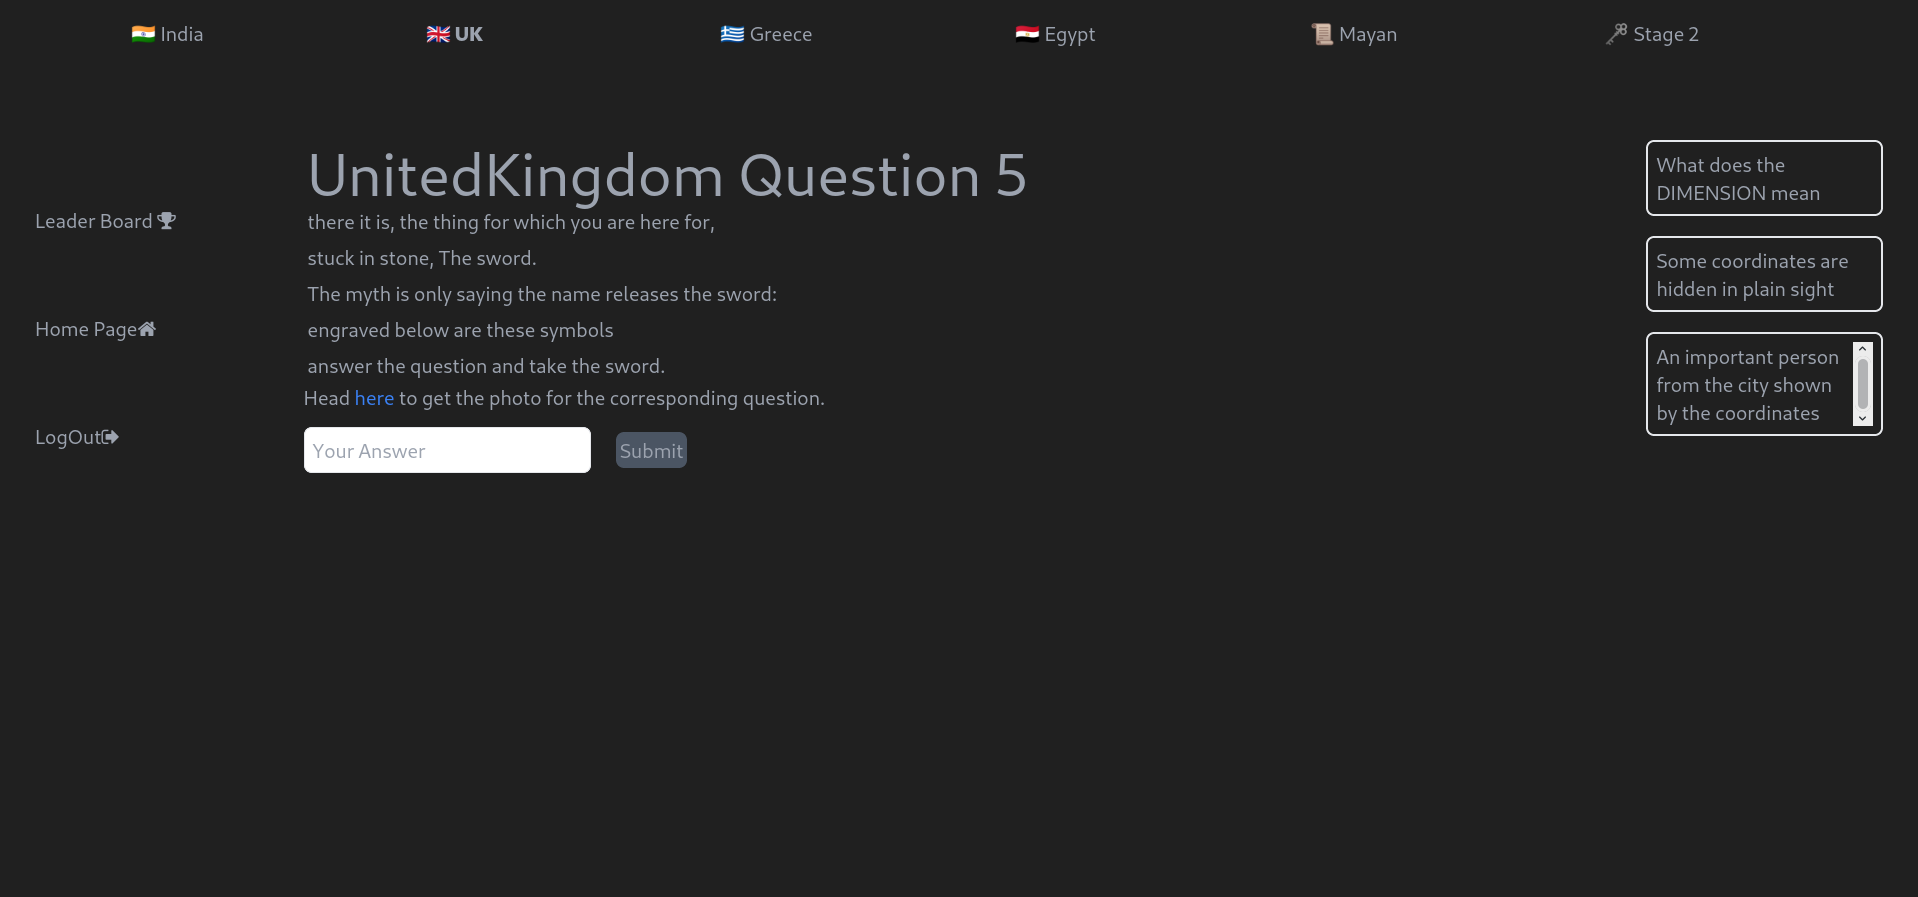 India
UK
Greece
Egypt
Mayan
Stage 2
Leader Board
Home Page
LogOut
UnitedKingdom Question 5
there it is, the thing for which you are here for,
stuck in stone, The sword.
The myth is only saying the name releases the sword:
engraved below are these symbols
answer the question and take the sword.
Head here to get the photo for the corresponding question.
Your Answer
Submit
What does the
DIMENSION mean
Some coordinates are
hidden in plain sight
An important person
from the city shown
by the coordinates